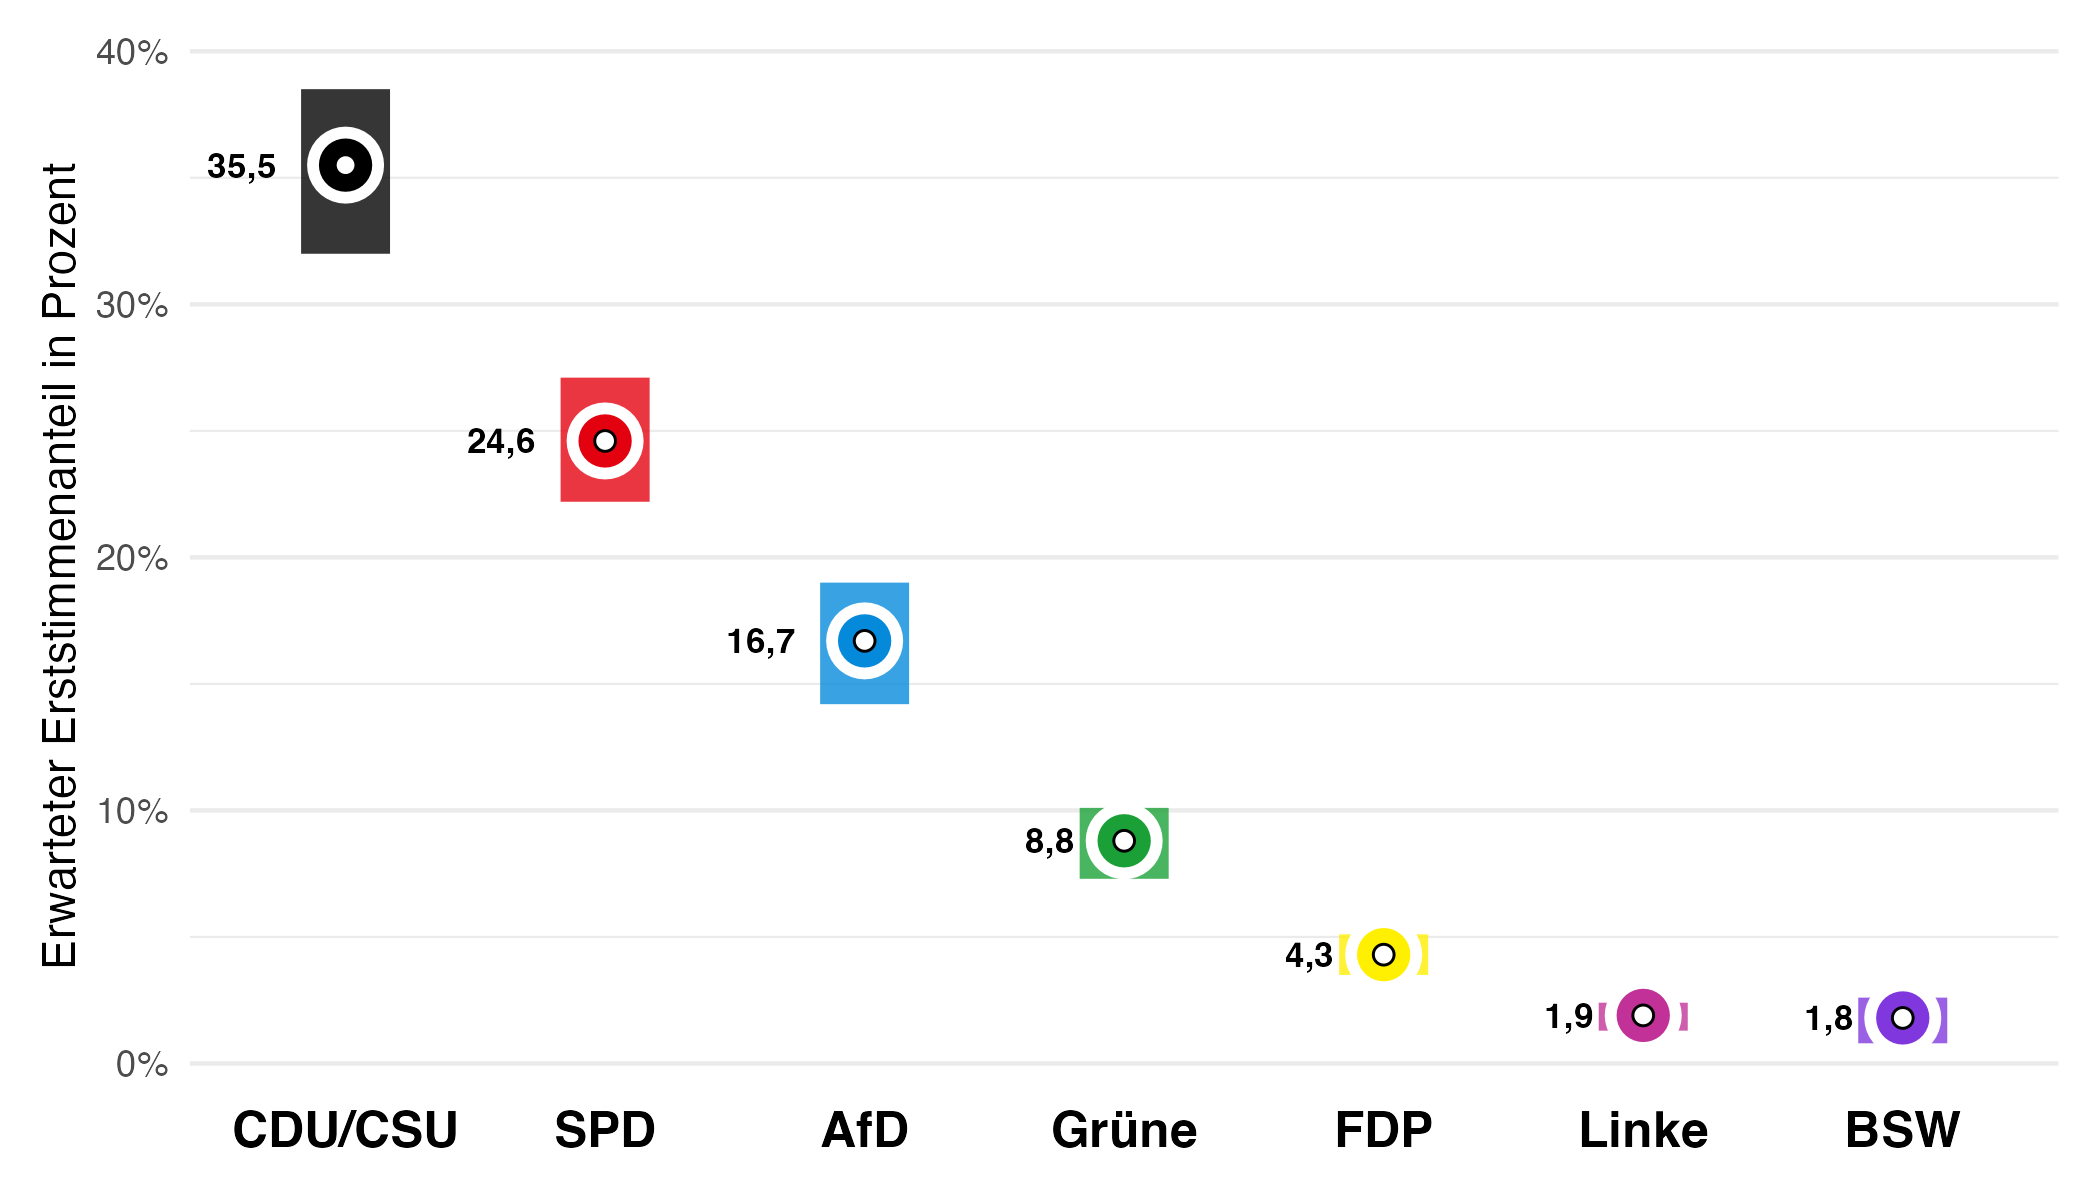 Erwarteter Erststimmenanteil in Prozent
40%
30%
20%
10%
0%
35,5
24,6
16,7
8,8
4,3
1,9
1,8
CDU/CSU
SPD
AfD
Grüne
FDP
Linke
BSW